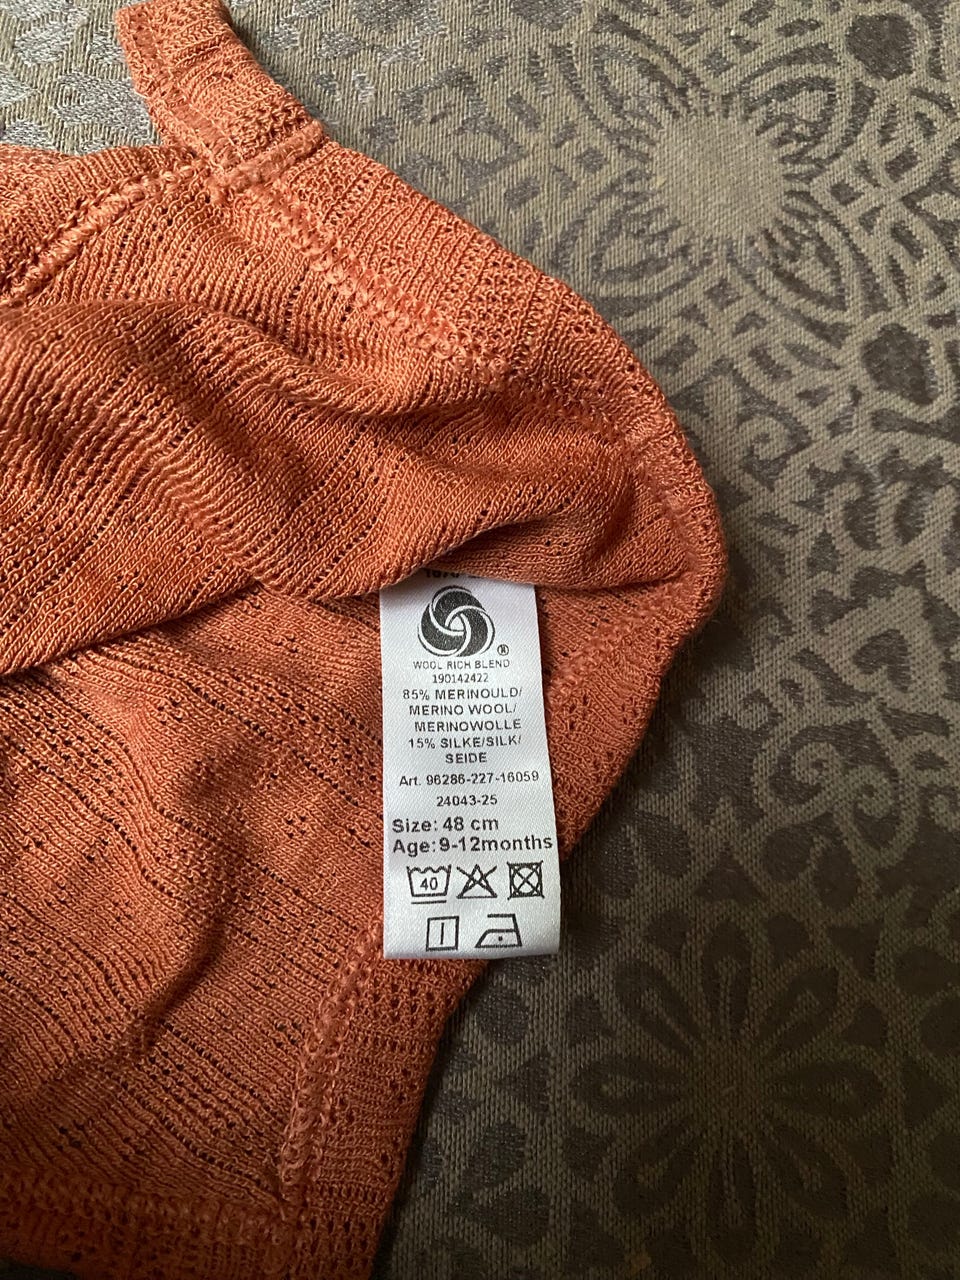 ®
WOOL RICH BLEND
190142422
85% MERINOULD/
MERINO WOOL/
MERINOWOLLE
15% SILKE/SILK/
SEIDE
Art. 96286-227-16059
24043-25
Size: 48 cm
Age: 9-12months
40